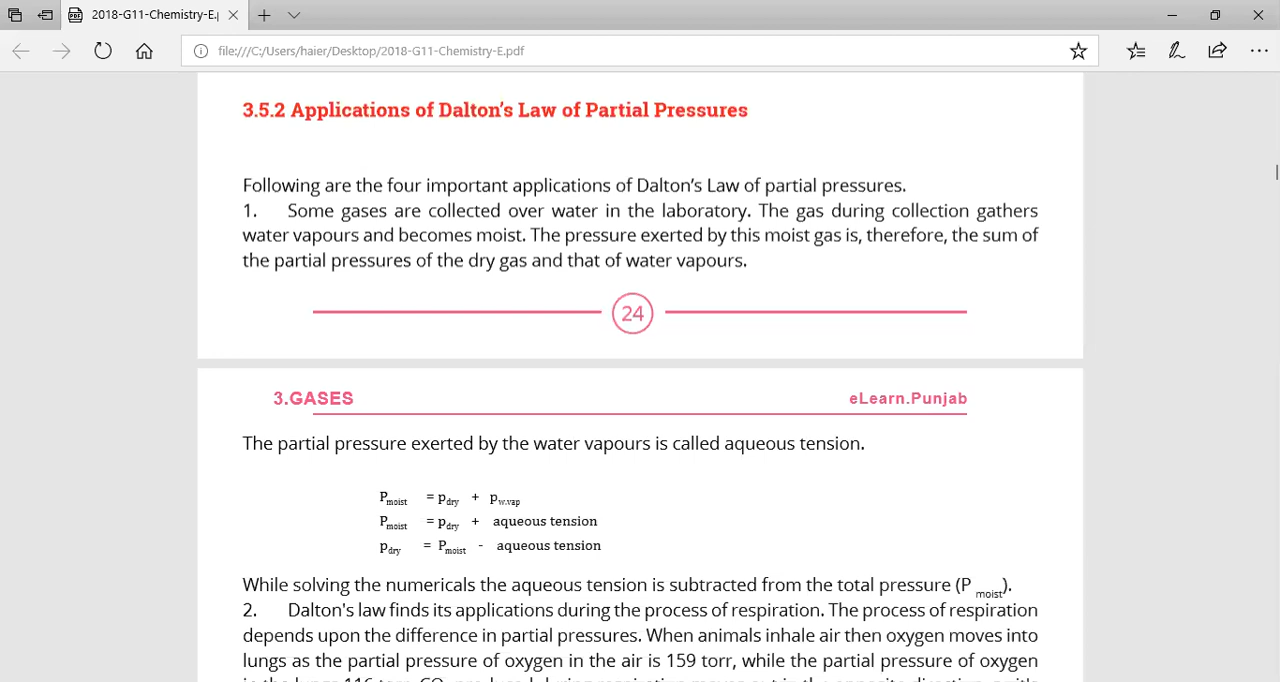 2018-G11-Chemistry-E.p
file:///C:/Users/haier/Desktop/2018-G11-Chemistry-E.pdf
3.5.2 Applications of Dalton’s Law of Partial Pressures
Following are the four important applications of Dalton’s Law of partial pressures.
1. Some gases are collected over water in the laboratory. The gas during collection gathers
water vapours and becomes moist. The pressure exerted by this moist gas is, therefore, the sum of
the partial pressures of the dry gas and that of water vapours.
24
3.GASES eLearn.Punjab
The partial pressure exerted by the water vapours is called aqueous tension.
Pmoist = pdry + pw.vap
Pmoist = pdry + aqueous tension
pdry = Pmoist - aqueous tension
While solving the numericals the aqueous tension is subtracted from the total pressure (P moist).
2. Dalton's law finds its applications during the process of respiration. The process of respiration
depends upon the difference in partial pressures. When animals inhale air then oxygen moves into
lungs as the partial pressure of oxygen in the air is 159 torr, while the partial pressure of oxygen